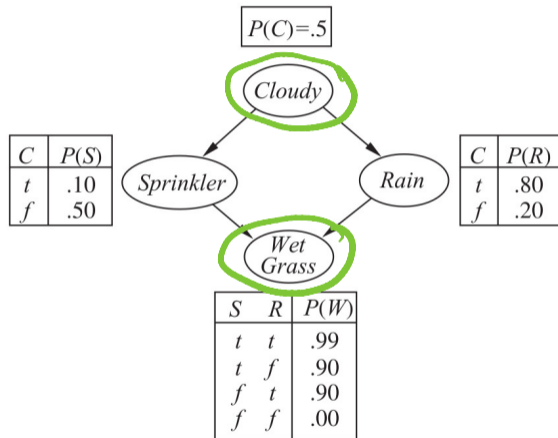 P(C)=.5
Cloudy
C P(S)
t .10
f .50
Sprinkler
Rain
C P(R)
t .80
f .20
Wet
Grass
S R P(W)
t t .99
t f .90
f t .90
f f .00